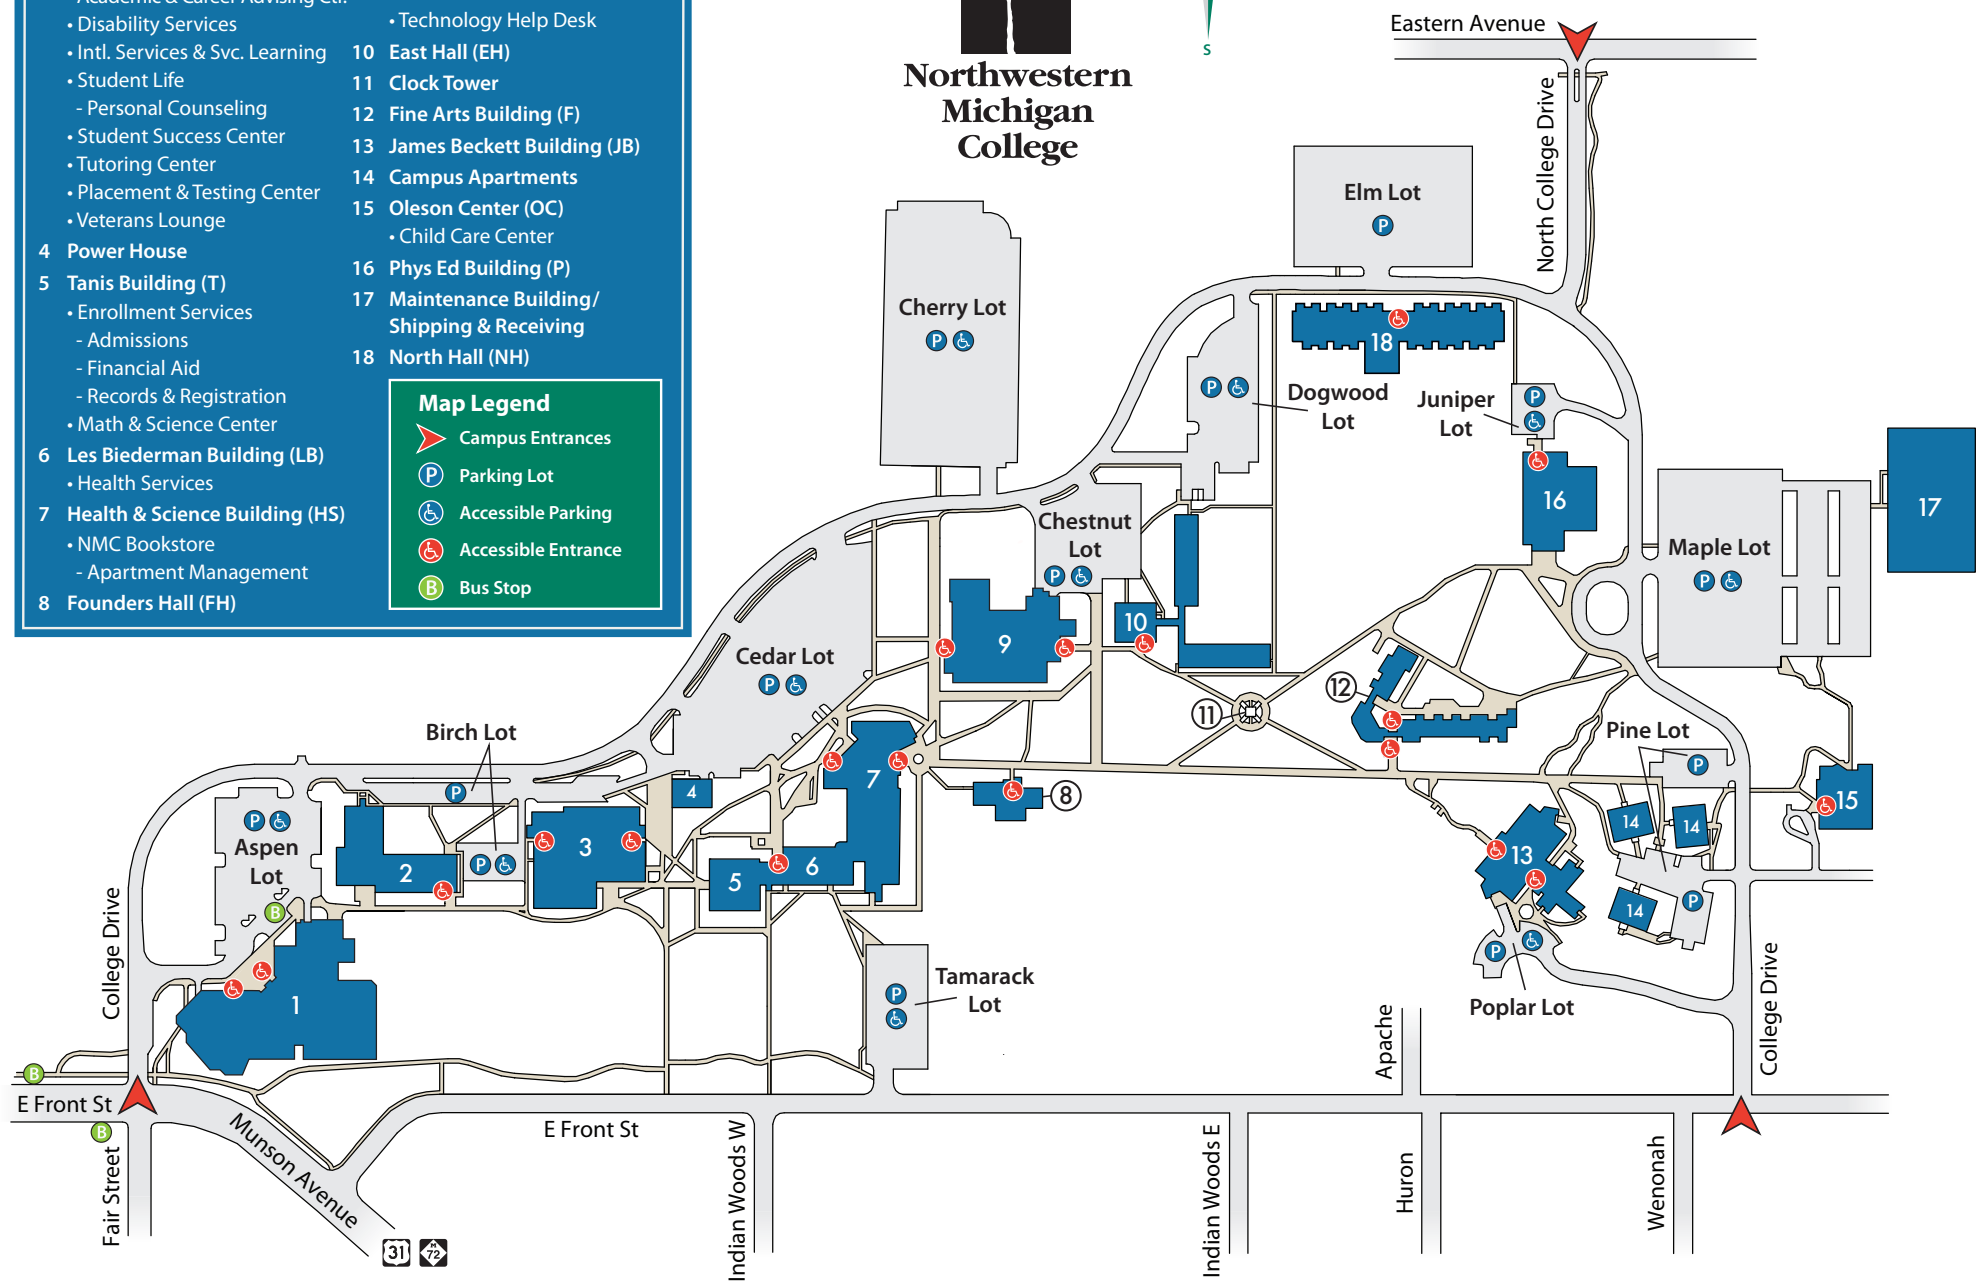 Academic & Career Advising Ctr.
• Disability Services
• Intl. Services & Svc. Learning
• Student Life
- Personal Counseling
• Student Success Center
• Tutoring Center
• Placement & Testing Center
• Veterans Lounge
4 Power House
5 Tanis Building (T)
• Enrollment Services
- Admissions
- Financial Aid
- Records & Registration
• Math & Science Center
6 Les Biederman Building (LB)
• Health Services
7 Health & Science Building (HS)
• NMC Bookstore
- Apartment Management
8 Founders Hall (FH)
• Technology Help Desk
10 East Hall (EH)
11 Clock Tower
12 Fine Arts Building (F)
13 James Beckett Building (JB)
14 Campus Apartments
15 Oleson Center (OC)
• Child Care Center
16 Phys Ed Building (P)
17 Maintenance Building/
Shipping & Receiving
18 North Hall (NH)
Map Legend
Campus Entrances
P Parking Lot
Accessible Parking
Accessible Entrance
B Bus Stop
Northwestern
Michigan
College
S
Eastern Avenue
North College Drive
Elm Lot
P
Cherry Lot
P
18
Dogwood
Lot
P
Juniper
Lot
P
16
17
Maple Lot
P
Chestnut
Lot
P
9
10
11
12
Cedar Lot
P
Birch Lot
P
P
Pine Lot
P
P
4
7
8
15
14
14
14
13
Aspen
Lot
P
B
2
3
5
6
1
Tamarack
Lot
P
Poplar Lot
P
College Drive
College Drive
Apache
B
E Front St
B
Munson Avenue
E Front St
Fair Street
Indian Woods W
Indian Woods E
Huron
Wenonah
31
M
72